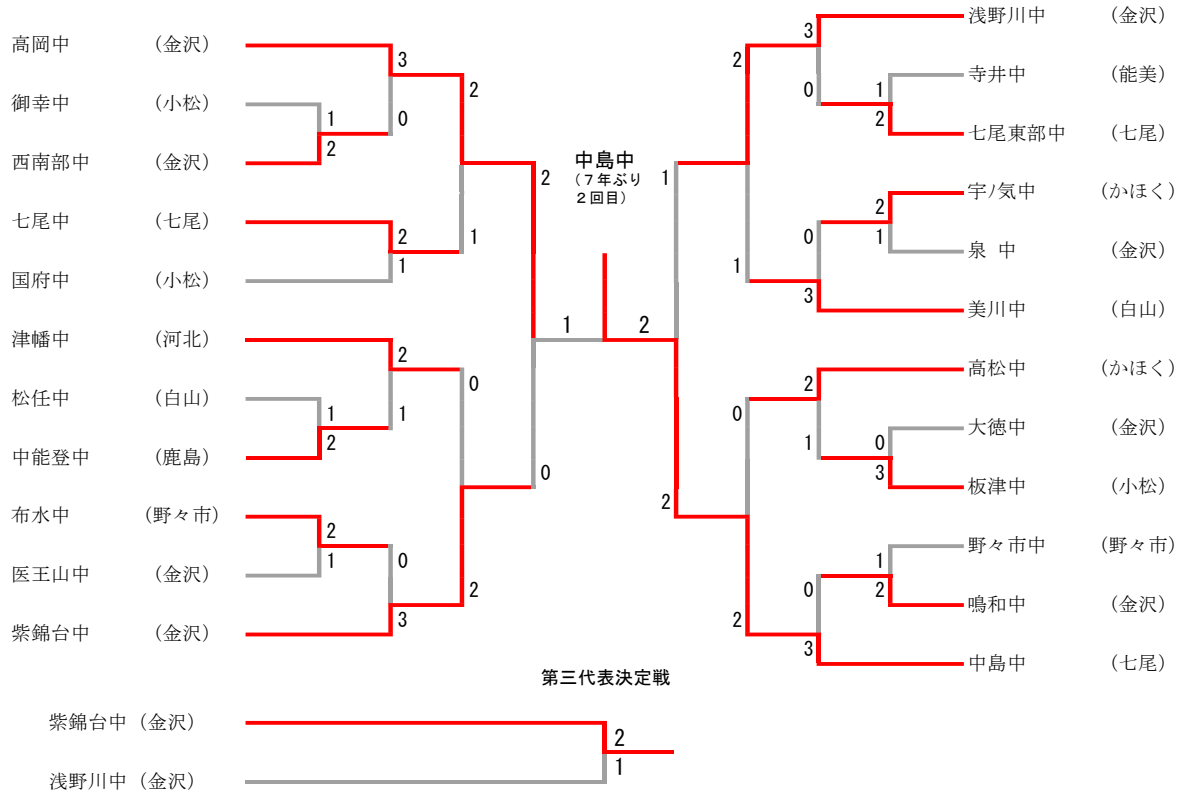 高岡中 (金沢)
御幸中 (小松)
西南部中 (金沢)
七尾中 (七尾)
国府中 (小松)
津幡中 (河北)
松任中 (白山)
中能登中 (鹿島)
布水中 (野々市)
医王山中 (金沢)
紫錦台中 (金沢)
3
0
1
2
2
1
2
1
1
2
2
1
0
3
2
1
0
2
2
0
1
中島中
(7年ぶり
2回目)
2
1
2
2
1
0
2
3
0
0
3
2
1
0
3
1
2
2
1
0
3
1
2
浅野川中 (金沢)
寺井中 (能美)
七尾東部中 (七尾)
宇ノ気中 (かほく)
泉 中 (金沢)
美川中 (白山)
高松中 (かほく)
大徳中 (金沢)
板津中 (小松)
野々市中 (野々市)
鳴和中 (金沢)
中島中 (七尾)
第三代表決定戦
紫錦台中 (金沢)
2
1
浅野川中 (金沢)